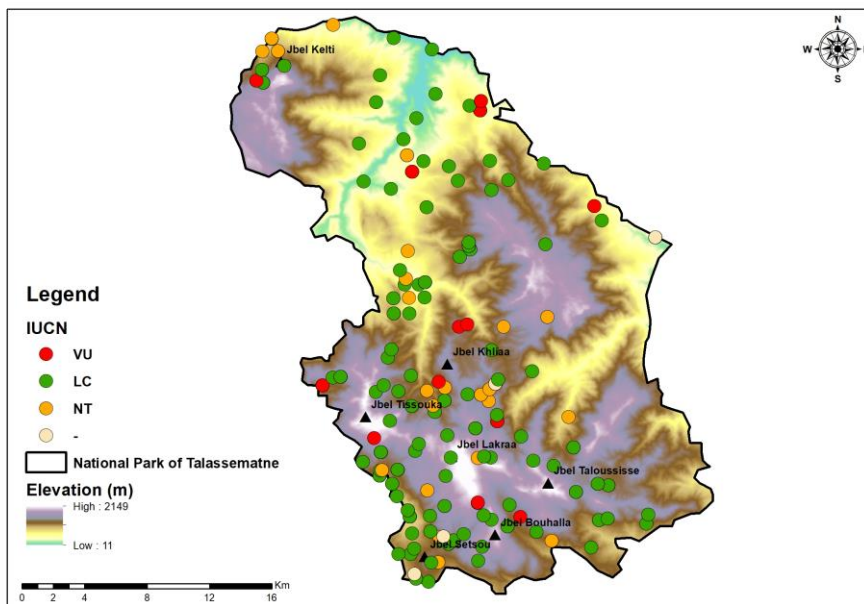 N
W
S
Jbel Kelti
Legend
IUCN
VU
LC
NT
-
National Park of Talassematne
Elevation (m)
High : 2149
Low : 11
Jbel Khliaa
Jbel Tissouka
Jbel Lakraa
Jbel Taloussisse
Jbel Bouhalla
Jbel Setsou
Km
0 2 4 8 12 16